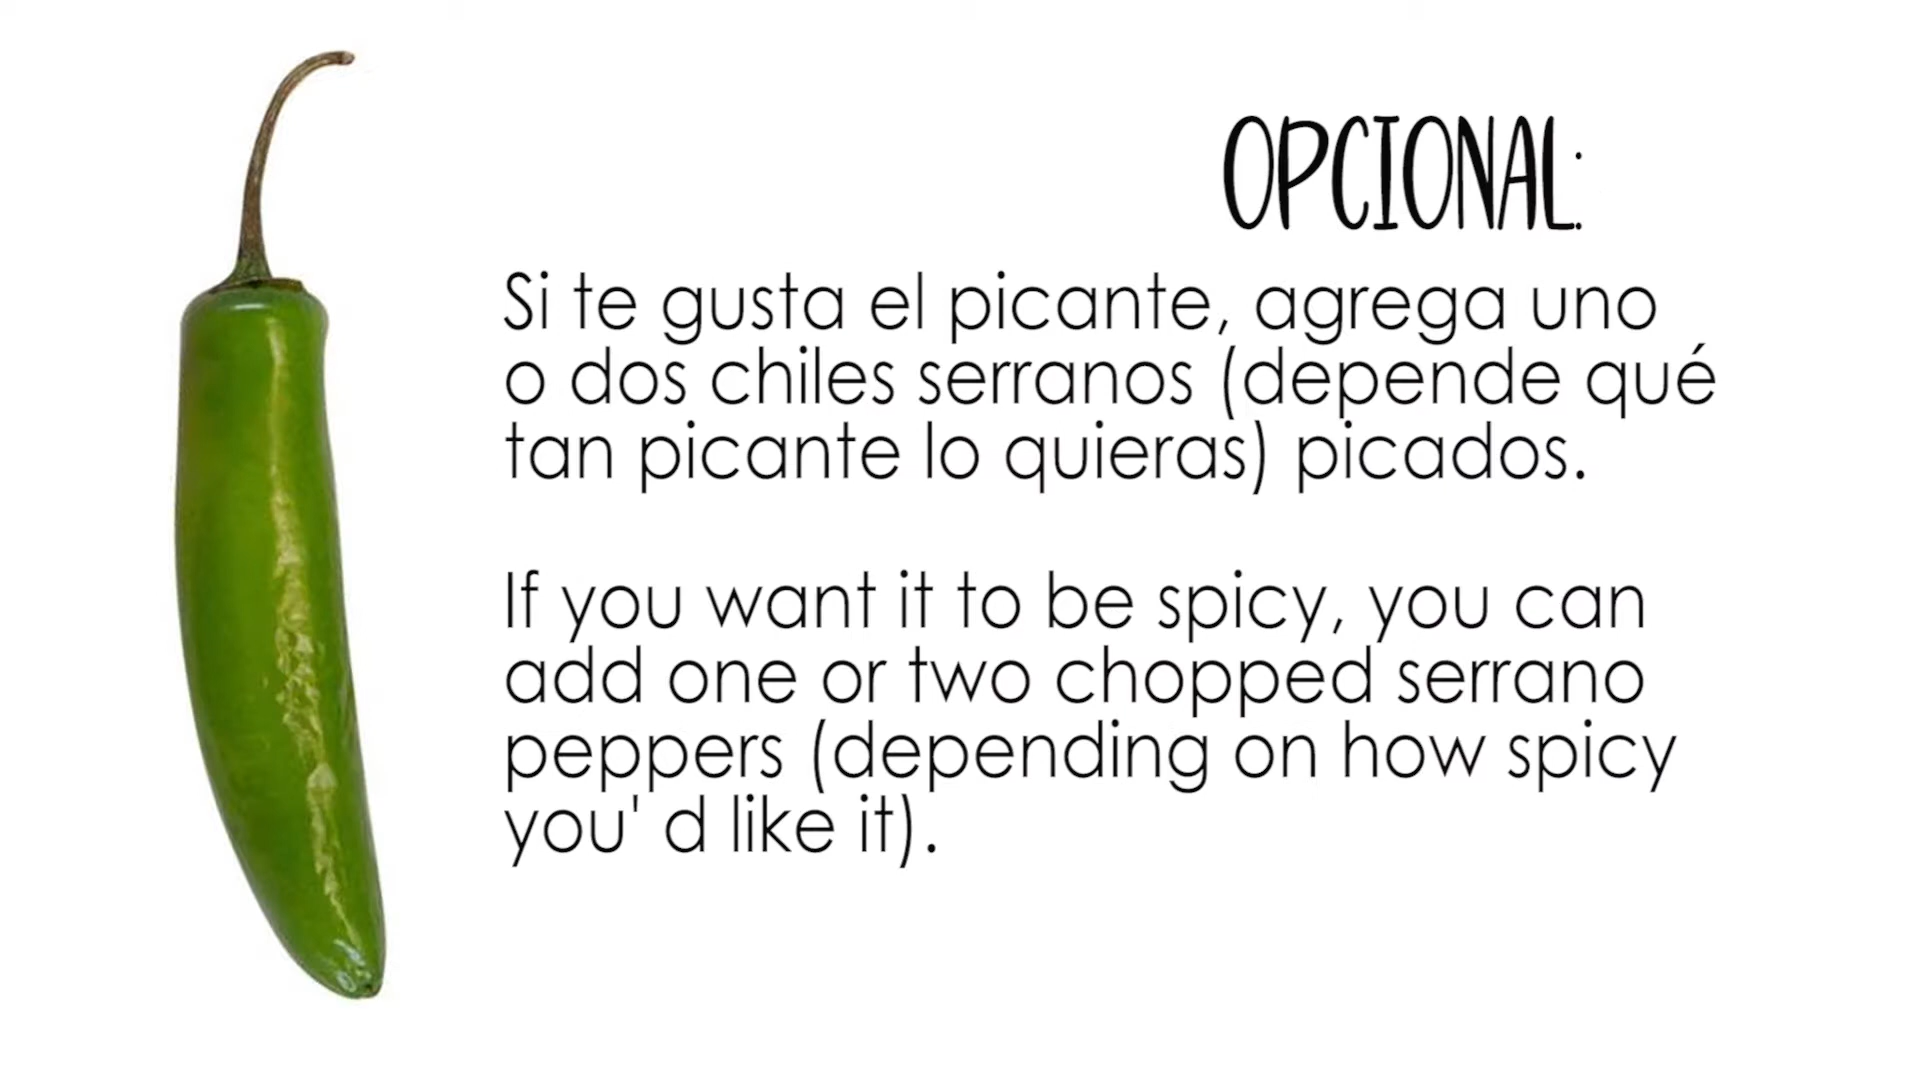 OPCIONAL:
Si te gusta el picante, agrega uno
o dos chiles serranos (depende qué
tan picante lo quieras) picados.
If you want it to be spicy, you can
add one or two chopped serrano
peppers (depending on how spicy
you' d like it).